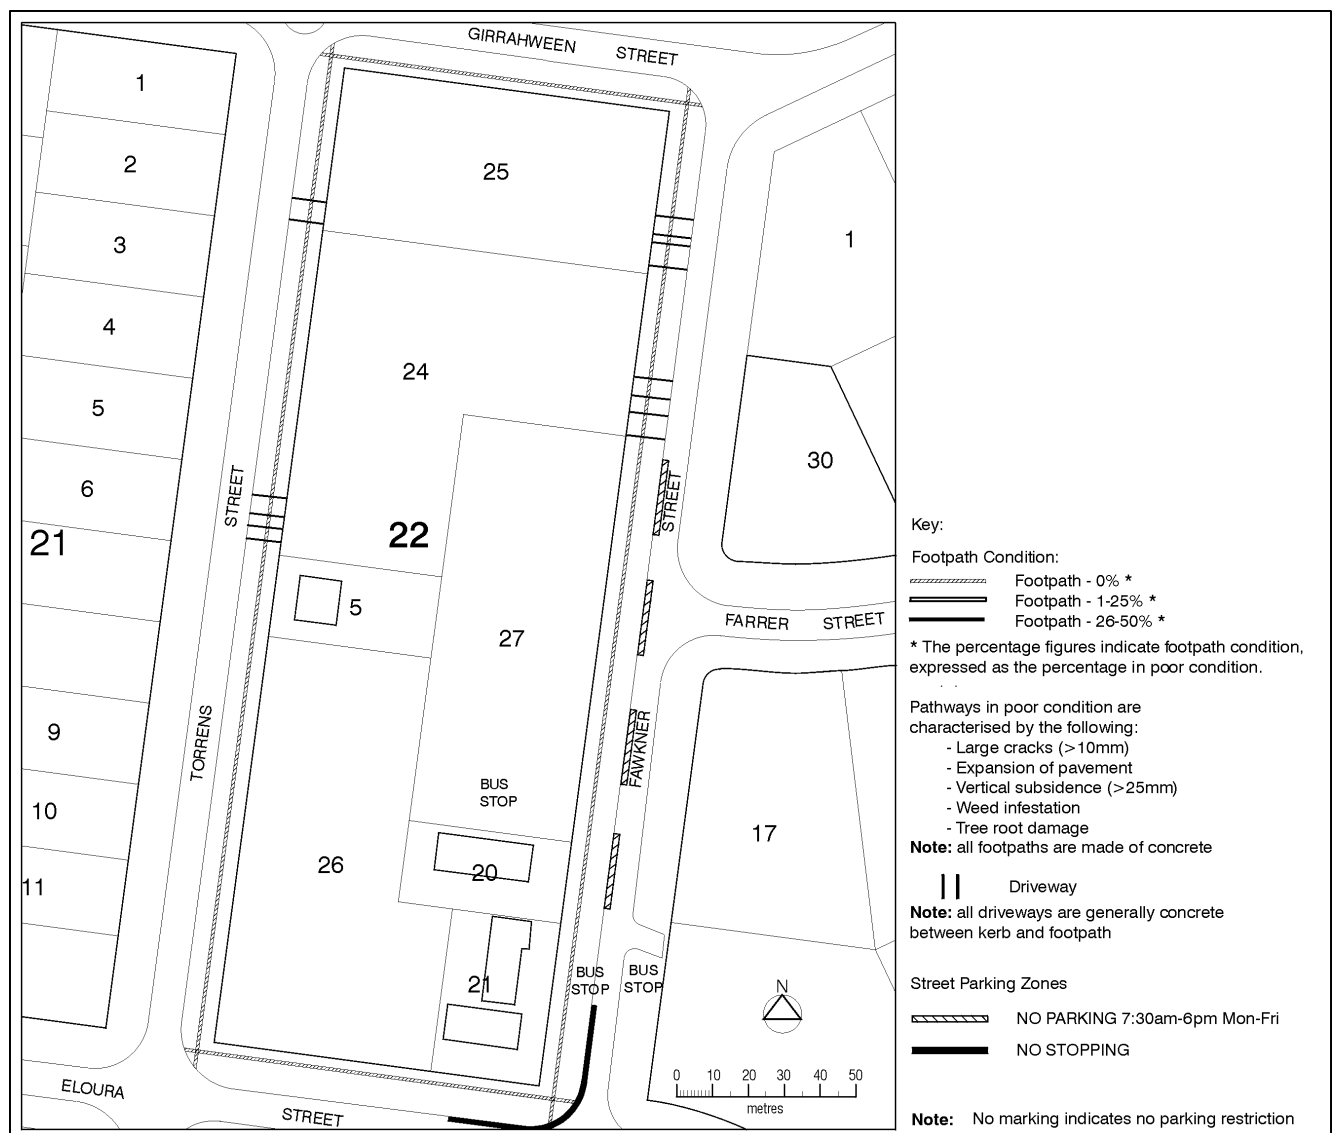 GIRRAHWEEN STREET
1
2
3
4
5
6
21
9
10
11
25
24
22
5
27
26
20
21
1
30
17
STREET
TORRENS
STREET
FAWKNER
FARRER STREET
BUS
STOP
BUS
STOP
BUS
STOP
ELOURA
STREET
N
0 10 20 30 40 50
metres
Key:
Footpath Condition:
Footpath - 0% *
Footpath - 1-25% *
Footpath - 26-50% *
* The percentage figures indicate footpath condition,
expressed as the percentage in poor condition.
Pathways in poor condition are
characterised by the following:
- Large cracks (>10mm)
- Expansion of pavement
- Vertical subsidence (>25mm)
- Weed infestation
- Tree root damage
Note: all footpaths are made of concrete
Driveway
Note: all driveways are generally concrete
between kerb and footpath
Street Parking Zones
NO PARKING 7:30am-6pm Mon-Fri
NO STOPPING
Note: No marking indicates no parking restriction